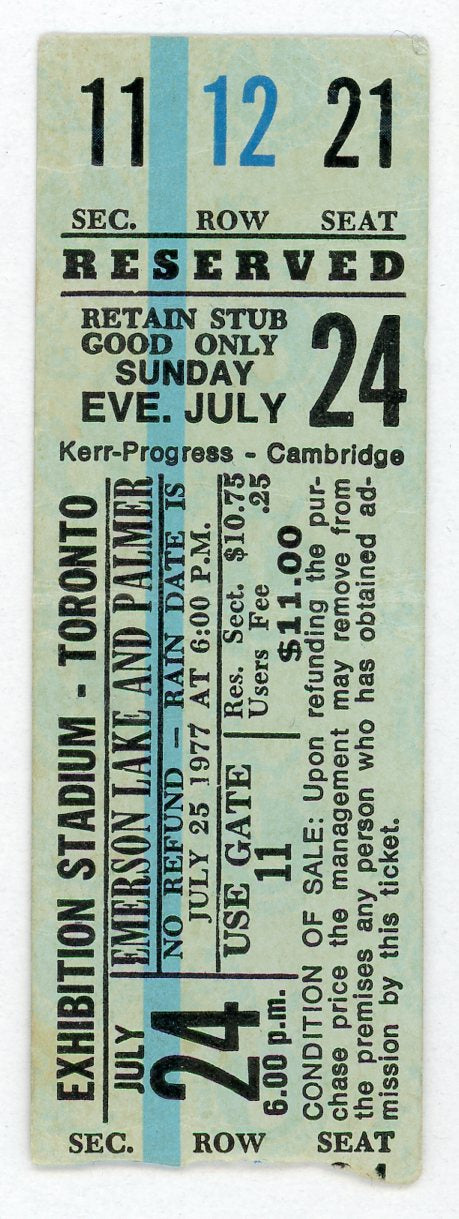 11 12 21
SEC. ROW SEAT
RESERVED
RETAIN STUB
GOOD ONLY
SUNDAY
EVE. JULY 24
Kerr-Progress - Cambridge
EXHIBITION STADIUM - TORONTO
EMERSON LAKE AND PALMER
NO REFUND — RAIN DATE IS
JULY 25 1977 AT 6:00 P.M.
USE GATE
11
Res. Sect. $10.75
Users Fee .25
$11.00
JULY
24
6.00 p.m.
CONDITION OF SALE: Upon refunding the pur-
chase price the management may remove from
the premises any person who has obtained ad-
mission by this ticket.
SEC. ROW SEAT